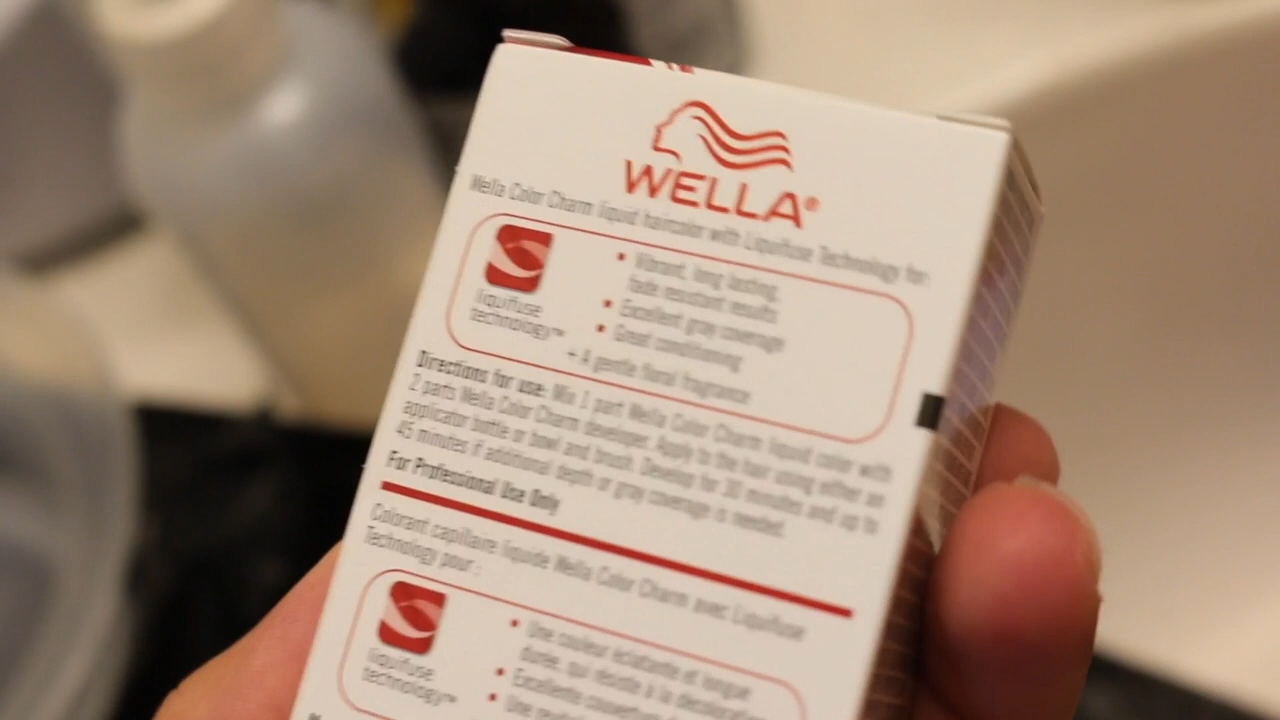 WELLA®
Wella Color Charm liquid haircolor with Liquifuse Technology for:
liquifuse
technology™
• Vibrant, long lasting,
fade resistant results
• Excellent gray coverage
• Great conditioning
+ A gentle floral fragrance
Directions for use: Mix 1 part Wella Color Charm liquid color with
2 parts Wella Color Charm developer. Apply to the hair using either an
applicator bottle or bowl and brush. Develop for 30 minutes and up to
45 minutes if additional depth or gray coverage is needed.
For Professional Use Only
Colorant capillaire liquide Wella Color Charm avec Liquifuse
Technology pour :
liquifuse
technology™
• Une couleur éclatante et longue
durée, qui résiste à la décoloration
• Excellente couverture
• Une